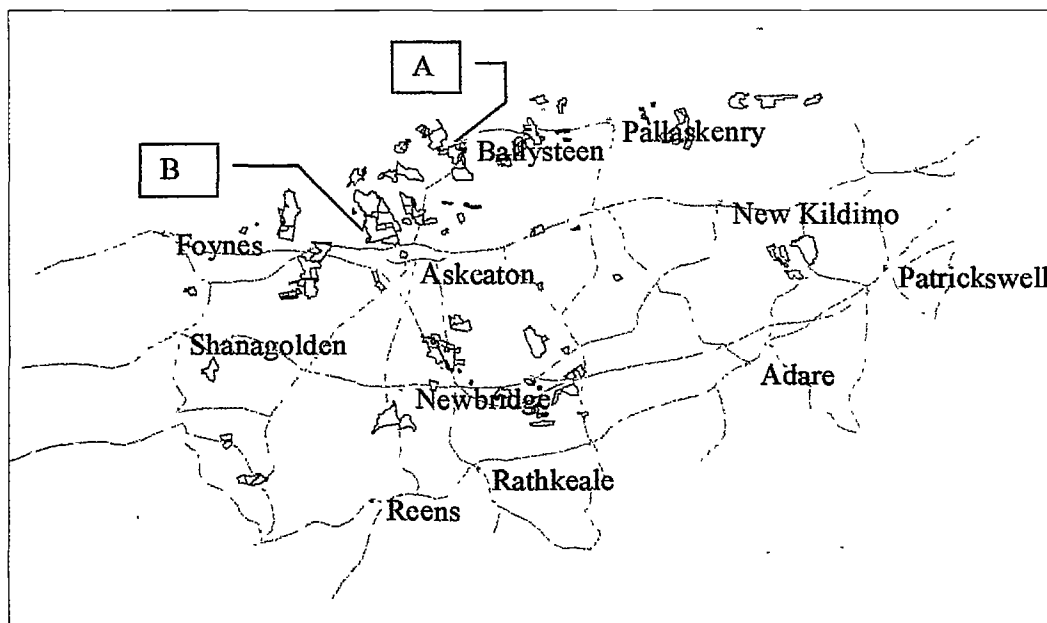 A
Pallaskenry
Ballysteen
B
New Kildimo
Foynes
Askeaton
Patrickswell
Shanagolden
Adare
Newbridge
Rathkeale
Reens